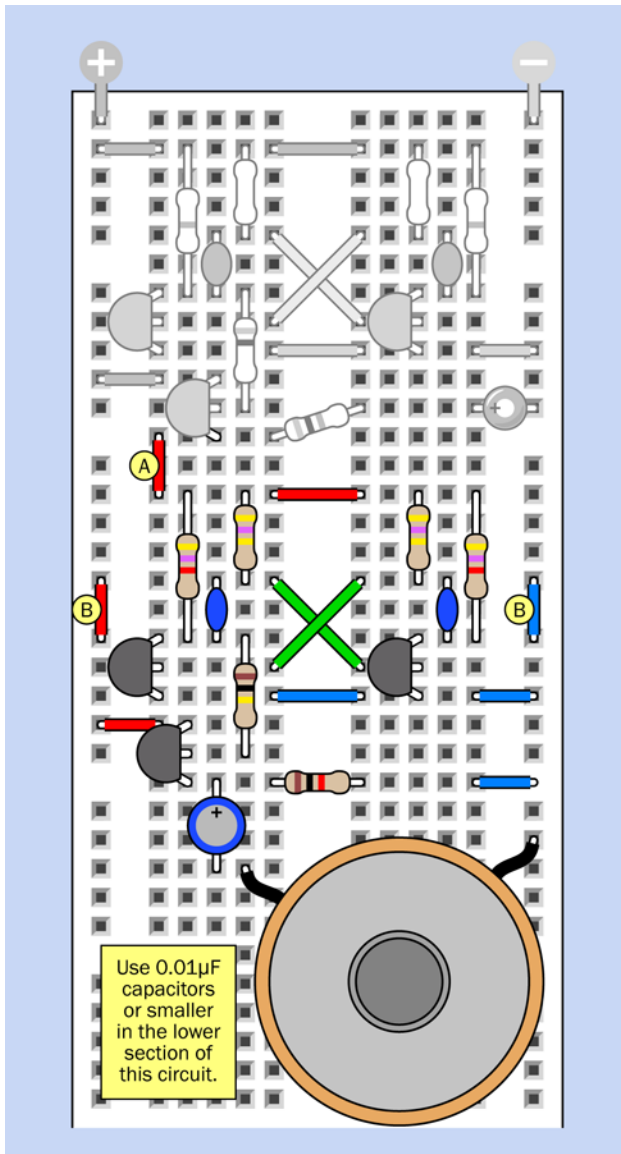 +
−
A
B
B
+
+
Use 0.01µF
capacitors
or smaller
in the lower
section of
this circuit.